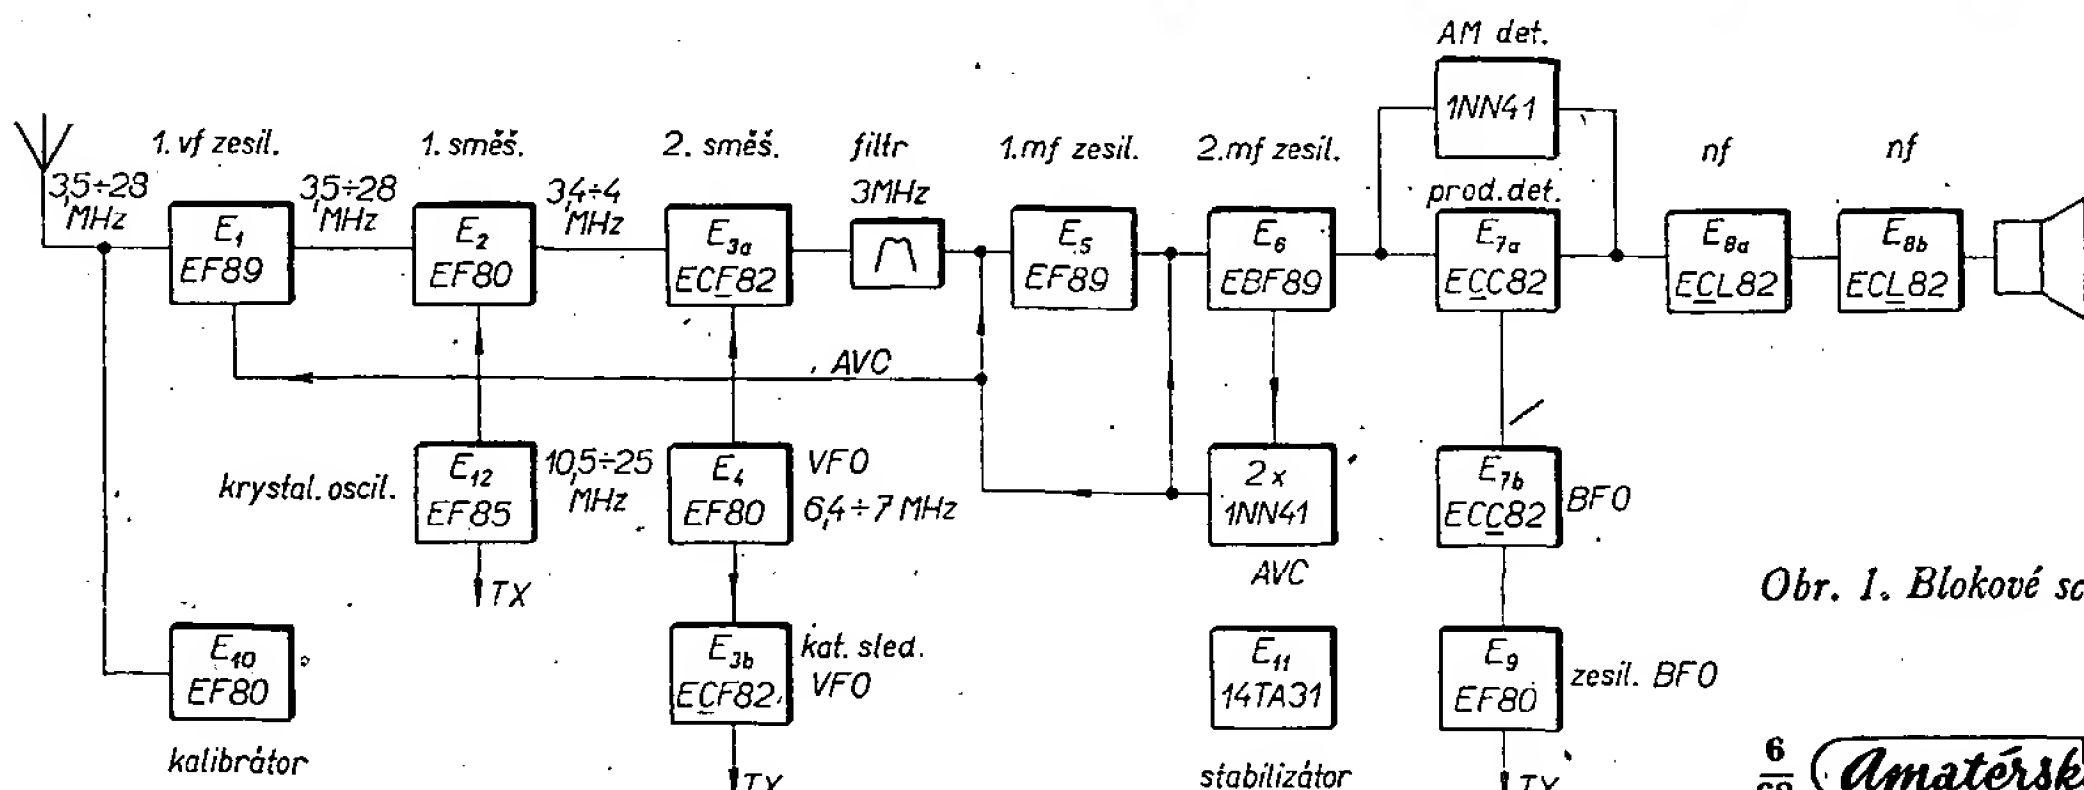 AM det.
1NN41
1. vf zesil.
1. směš.
2. směš.
filtr
1.mf zesil.
2.mf zesil.
nf
nf
3,5÷28
MHz
3,5÷28
MHz
3,4÷4
MHz
3MHz
prod.det.
E1
EF89
E2
EF80
E3a
ECF82
E5
EF89
E6
EBF89
E7a
ECC82
E8a
ECL82
E8b
ECL82
AVC
krystal. oscil.
E12
EF85
10,5÷25
MHz
E4
EF80
VFO
6,4÷7 MHz
2x
1NN41
AVC
E7b
ECC82
BFO
TX
Obr. 1. Blokové sc
E10
EF80
kalibrátor
E3b
ECF82
kat. sled.
VFO
TX
E11
14TA31
stabilizátor
E9
EF80
zesil. BFO
TX
6
Amatérsk